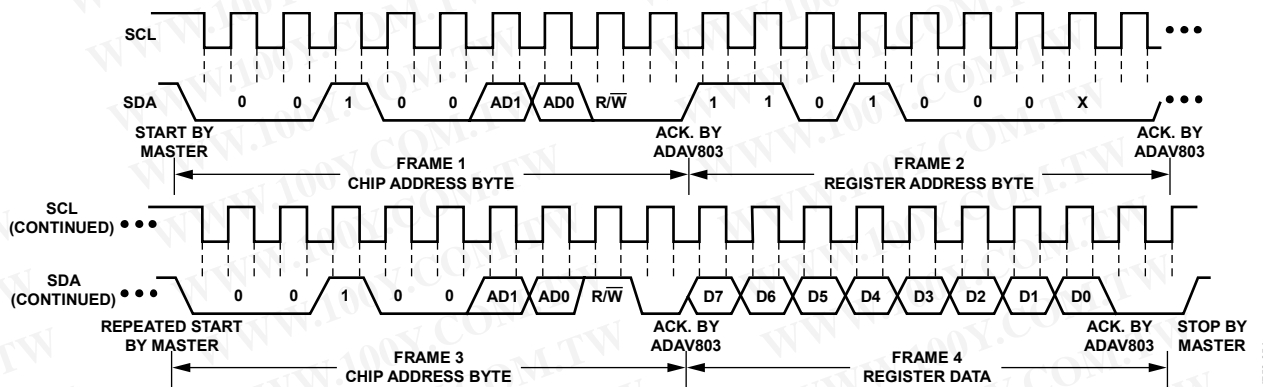 SCL
SDA 0 0 1 0 0 AD1 AD0 R/W̅ 1 1 0 1 0 0 0 X
START BY MASTER
ACK. BY ADAV803
ACK. BY ADAV803
FRAME 1
CHIP ADDRESS BYTE
FRAME 2
REGISTER ADDRESS BYTE
SCL
(CONTINUED)
SDA
(CONTINUED)
0 0 1 0 0 AD1 AD0 R/W̅ D7 D6 D5 D4 D3 D2 D1 D0
REPEATED START
BY MASTER
ACK. BY
ADAV803
ACK. BY
ADAV803
STOP BY
MASTER
FRAME 3
CHIP ADDRESS BYTE
FRAME 4
REGISTER DATA
WWW.100Y.COM.TW